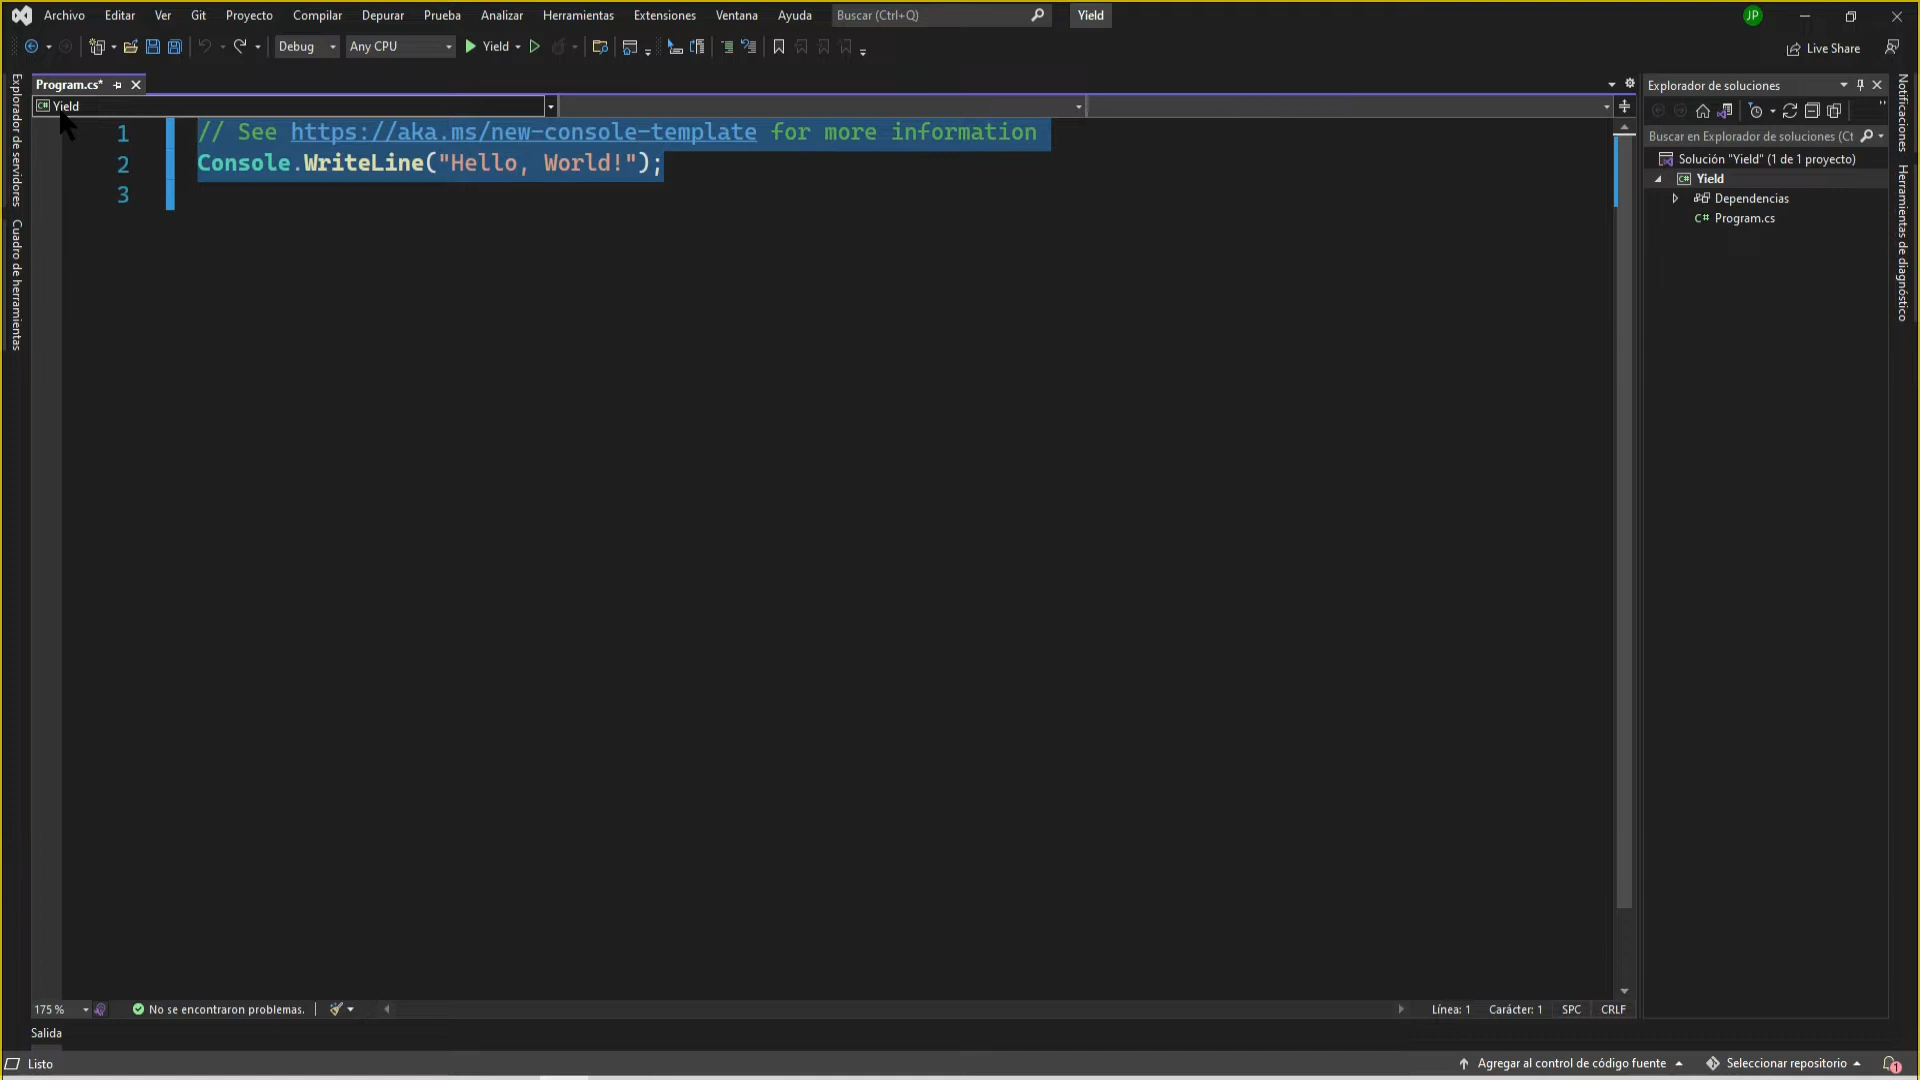 Archivo Editar Ver Git Proyecto Compilar Depurar Prueba Analizar Herramientas Extensiones Ventana Ayuda Buscar (Ctrl+Q) Yield JP
Debug Any CPU Yield Live Share
Program.cs*
C# Yield
1 // See https://aka.ms/new-console-template for more information
2 Console.WriteLine("Hello, World!");
3
Explorador de servidores
Cuadro de herramientas
Explorador de soluciones
Buscar en Explorador de soluciones (Ct
Solución "Yield" (1 de 1 proyecto)
C# Yield
Dependencias
C# Program.cs
Notificaciones
Herramientas de diagnóstico
175 % No se encontraron problemas. Línea: 1 Carácter: 1 SPC CRLF
Salida
Listo Agregar al control de código fuente Seleccionar repositorio 1